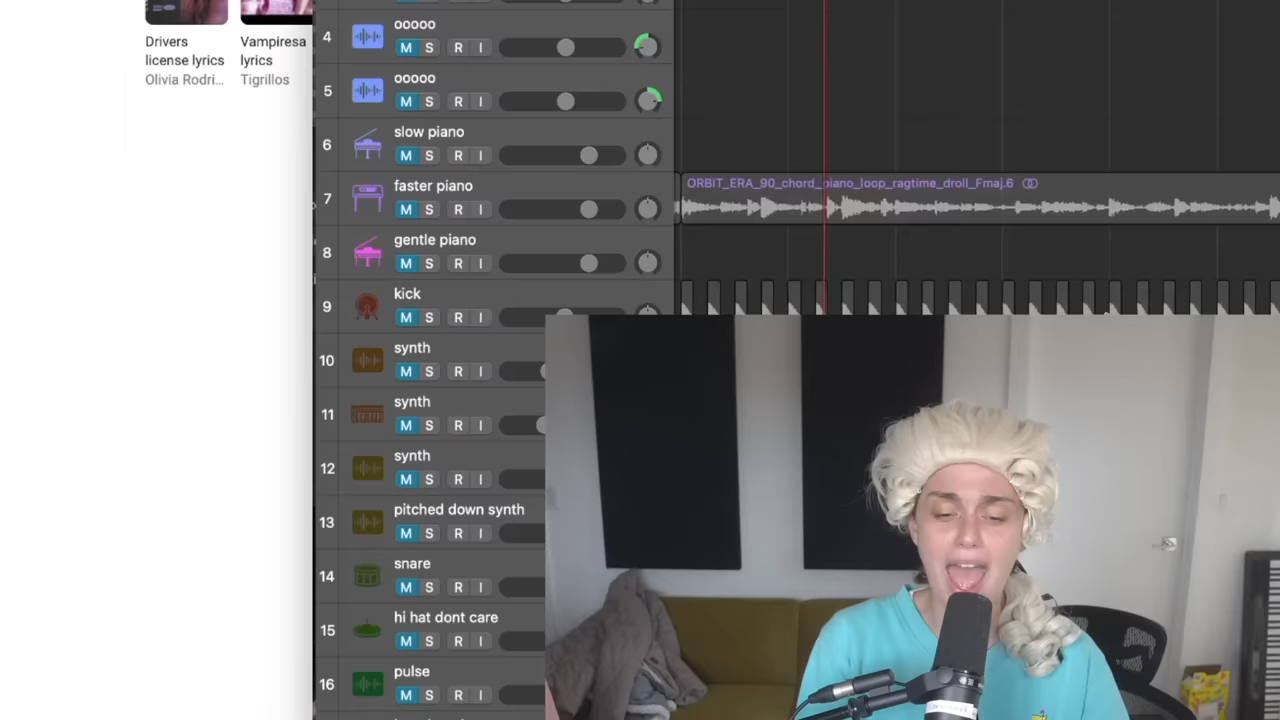 Drivers
license lyrics
Olivia Rodri...
Vampiresa
lyrics
Tigrillos
4
ooooo
M S R I
5
ooooo
M S R I
6
slow piano
M S R I
7
faster piano
M S R I
ORBIT_ERA_90_chord_piano_loop_ragtime_droll_Fmaj.6
8
gentle piano
M S R I
9
kick
M S R I
10
synth
M S R I
11
synth
M S R I
12
synth
M S R I
13
pitched down synth
M S R I
14
snare
M S R I
15
hi hat dont care
M S R I
16
pulse
M S R I